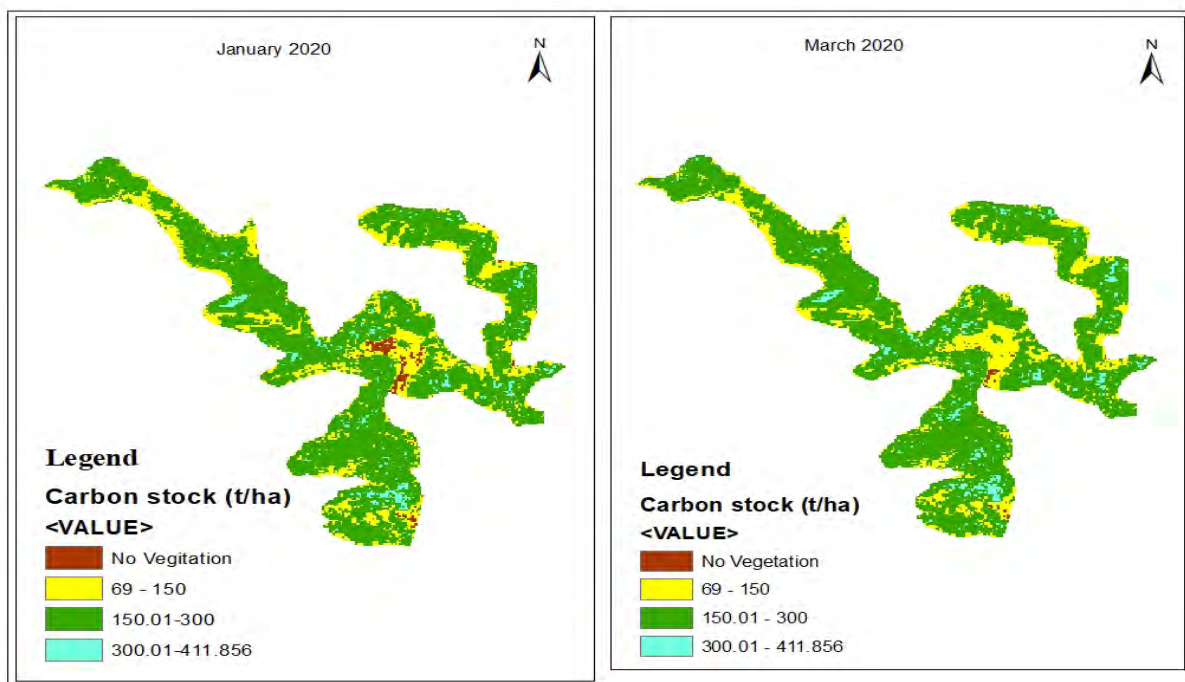 January 2020
N
Legend
Carbon stock (t/ha)
<VALUE>
No Vegitation
69 - 150
150.01-300
300.01-411.856
March 2020
N
Legend
Carbon stock (t/ha)
<VALUE>
No Vegetation
69 - 150
150.01 - 300
300.01 - 411.856